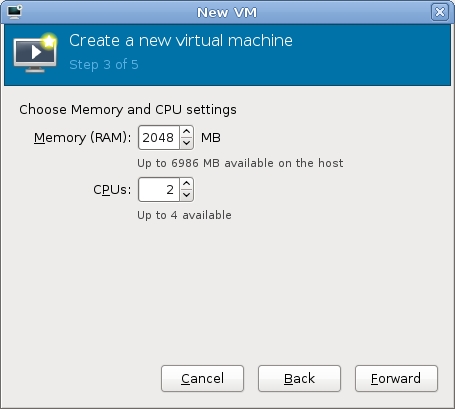 New VM
Create a new virtual machine
Step 3 of 5
Choose Memory and CPU settings
Memory (RAM): 2048 MB
Up to 6986 MB available on the host
CPUs: 2
Up to 4 available
Cancel Back Forward